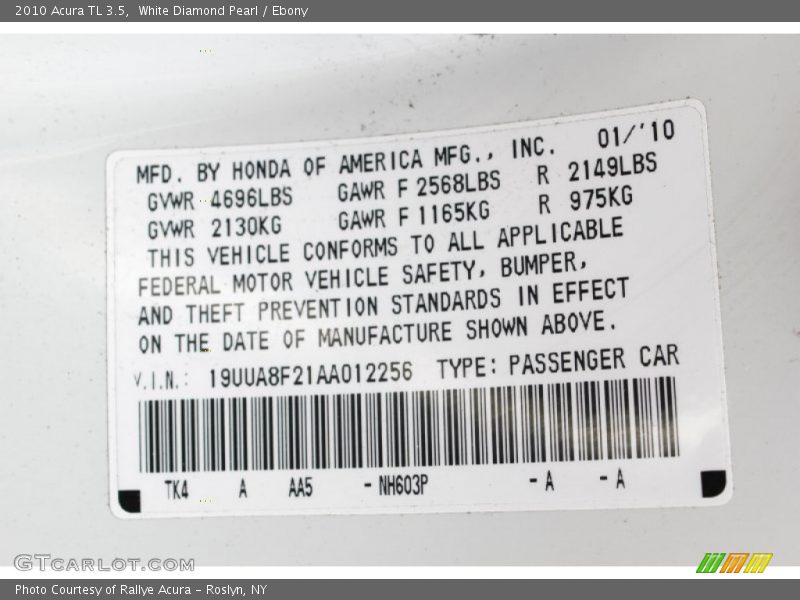 2010 Acura TL 3.5, White Diamond Pearl / Ebony
MFD. BY HONDA OF AMERICA MFG., INC. 01/'10
GVWR 4696LBS GAWR F 2568LBS R 2149LBS
GVWR 2130KG GAWR F 1165KG R 975KG
THIS VEHICLE CONFORMS TO ALL APPLICABLE
FEDERAL MOTOR VEHICLE SAFETY, BUMPER,
AND THEFT PREVENTION STANDARDS IN EFFECT
ON THE DATE OF MANUFACTURE SHOWN ABOVE.
V.I.N.: 19UUA8F21AA012256 TYPE: PASSENGER CAR
TK4 A AA5 - NH603P - A - A
GTcarlot.com
Photo Courtesy of Rallye Acura - Roslyn, NY